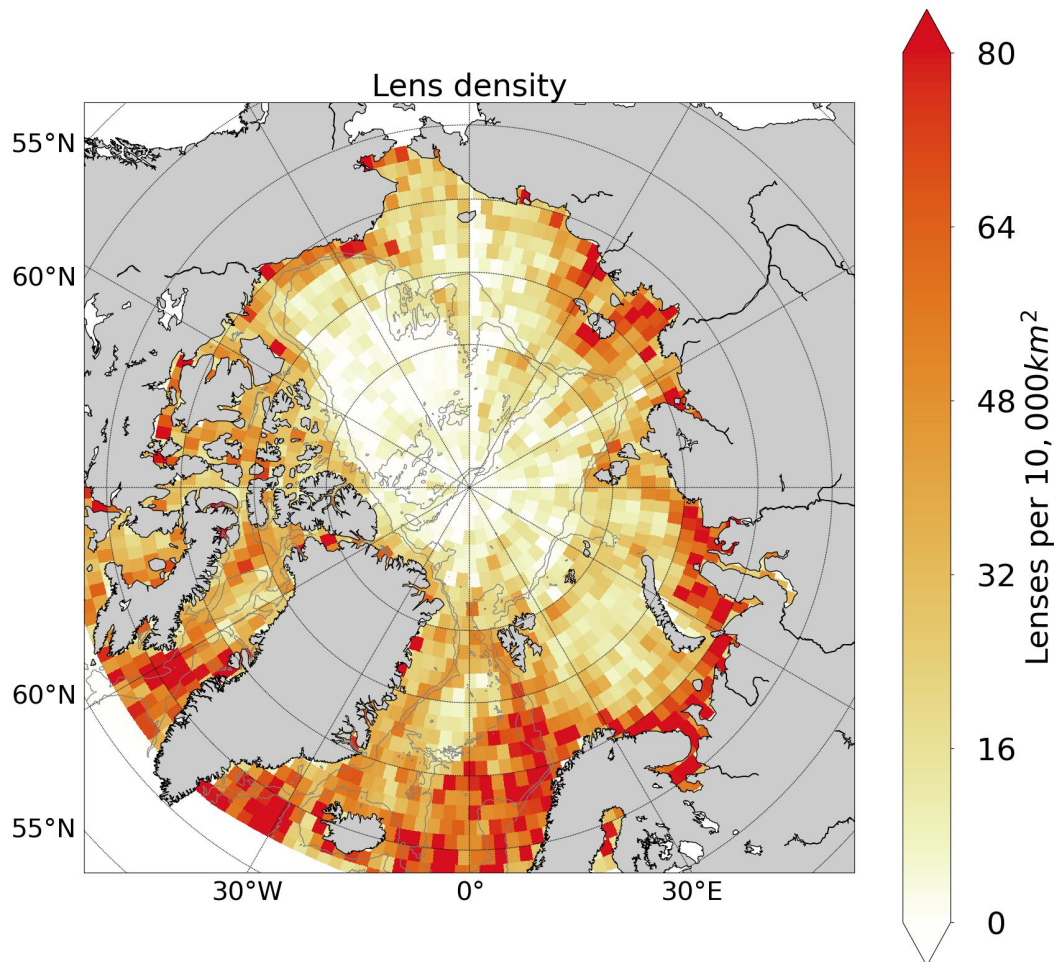 Lens density
55°N
60°N
60°N
55°N
30°W
0°
30°E
80
64
48
32
16
0
Lenses per 10, 000km²